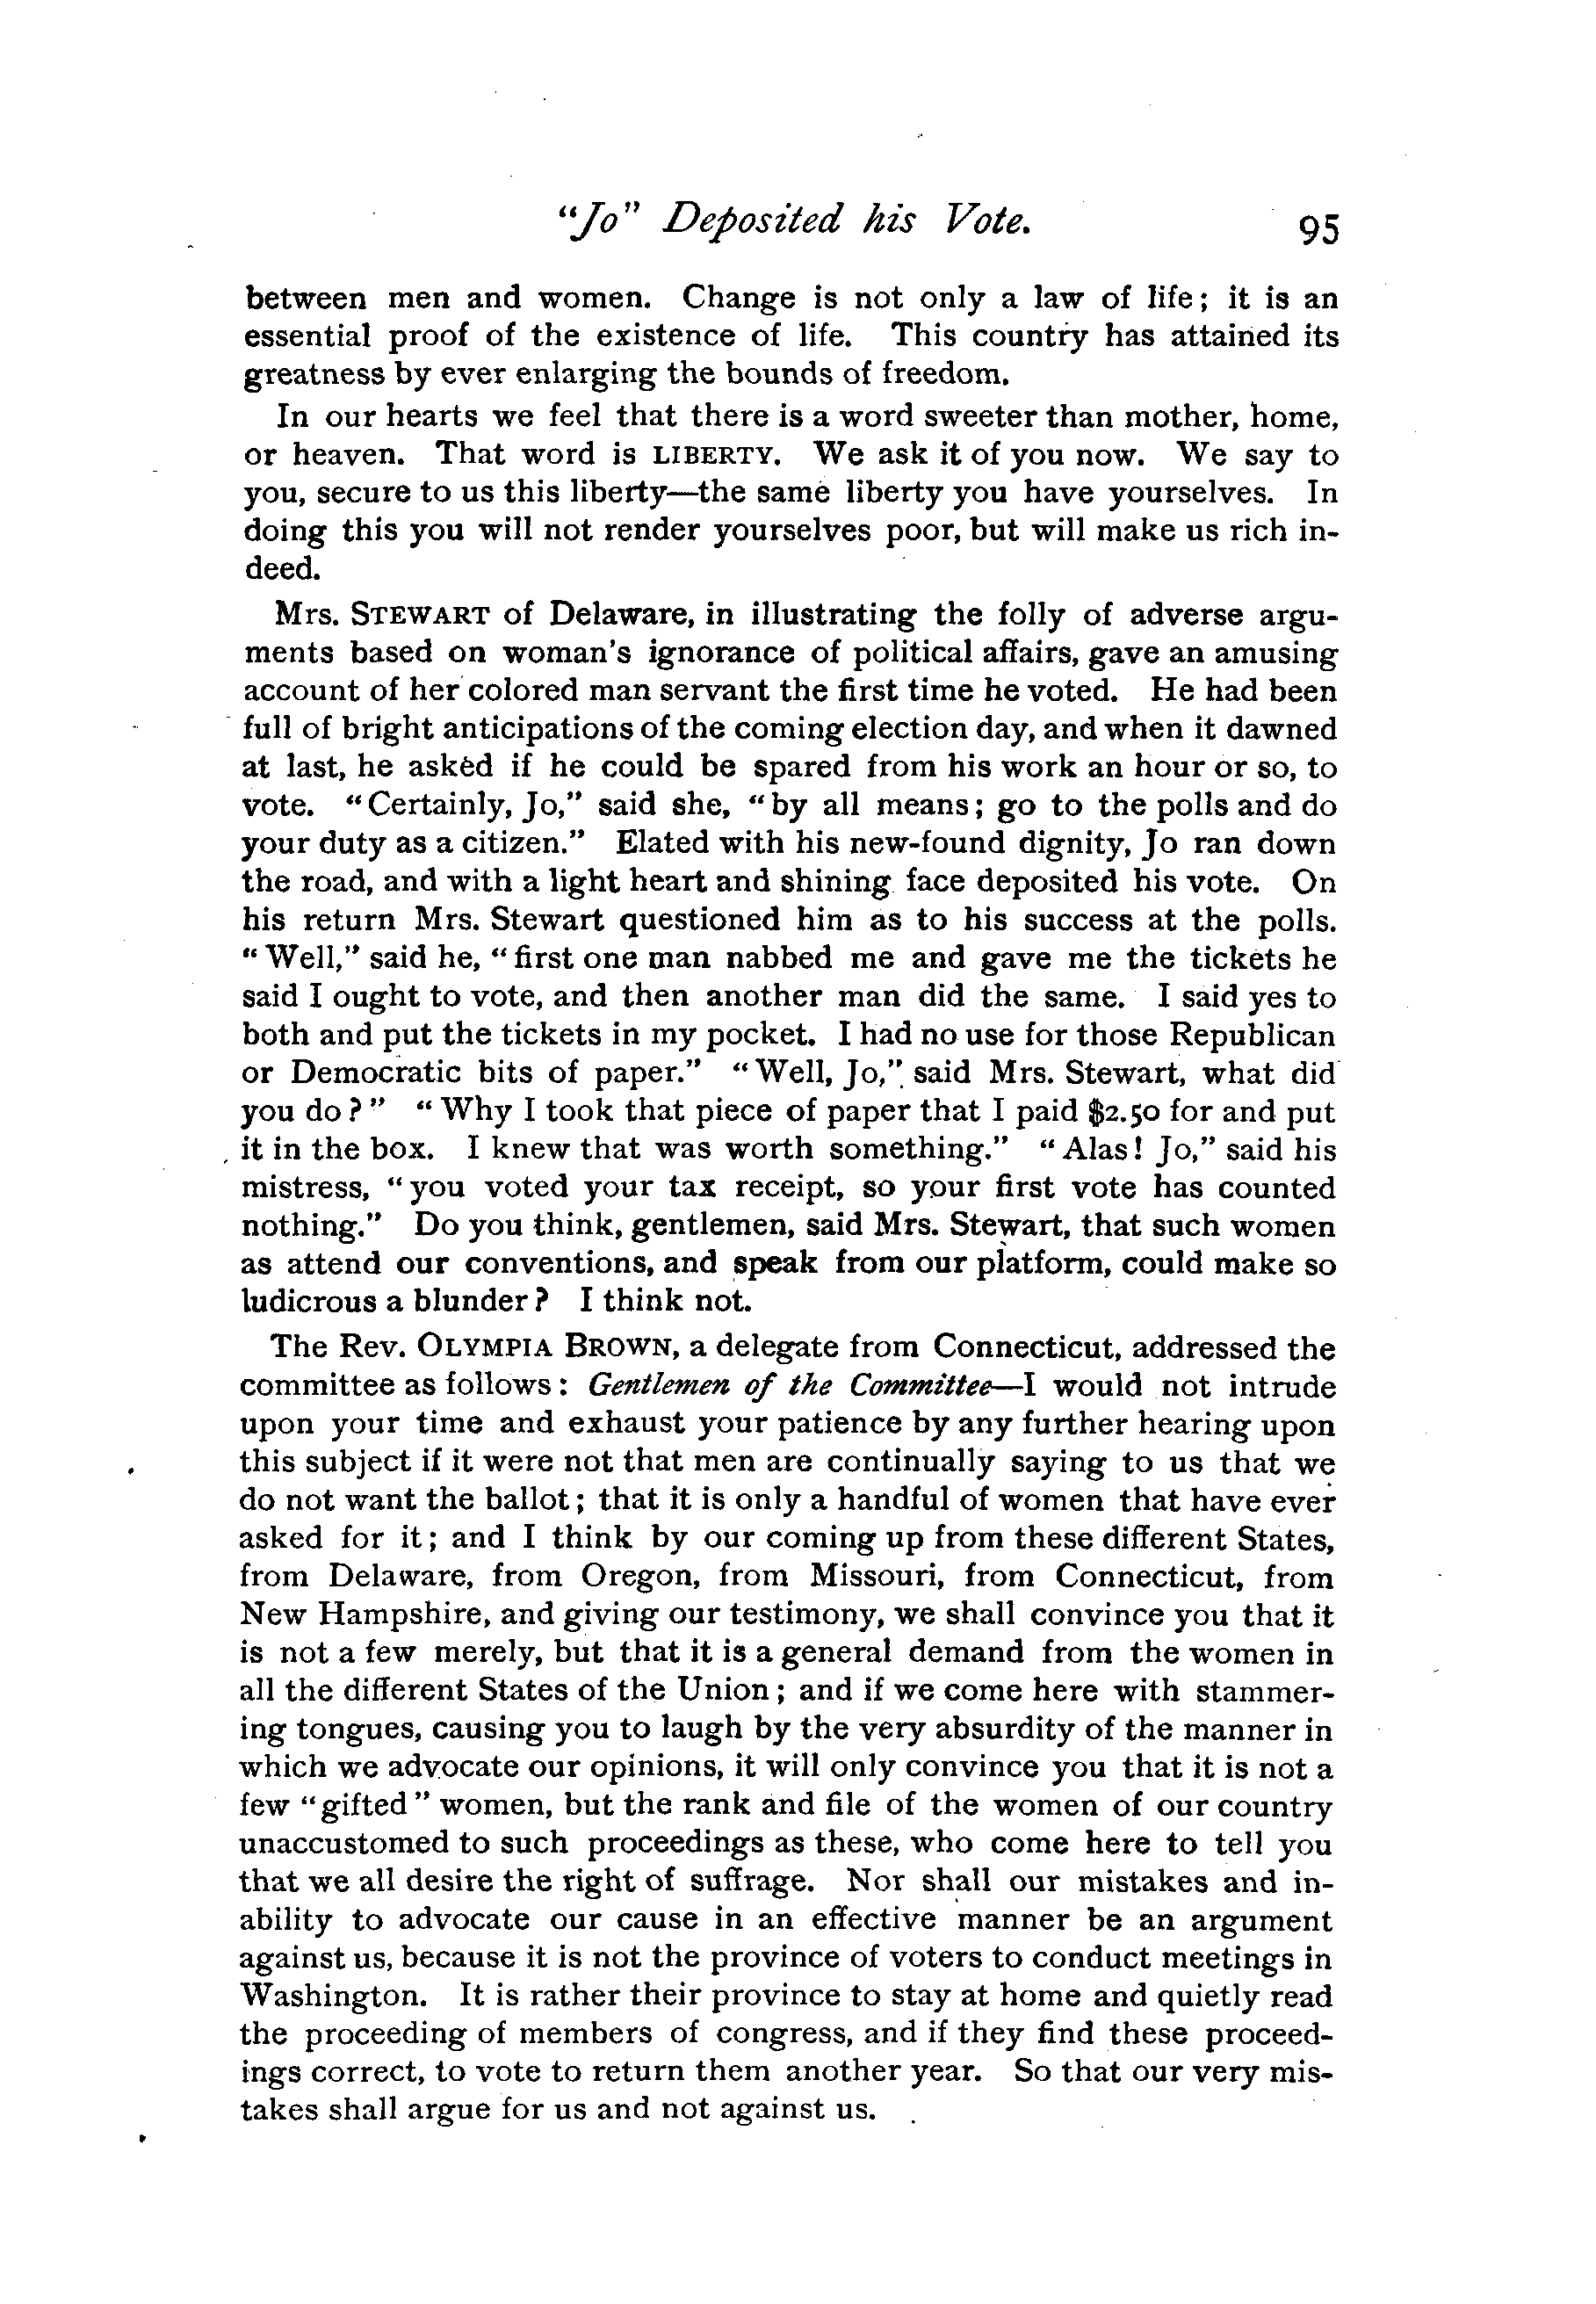 "Jo" Deposited his Vote. 95
between men and women. Change is not only a law of life; it is an
essential proof of the existence of life. This country has attained its
greatness by ever enlarging the bounds of freedom.
In our hearts we feel that there is a word sweeter than mother, home,
or heaven. That word is LIBERTY. We ask it of you now. We say to
you, secure to us this liberty—the same liberty you have yourselves. In
doing this you will not render yourselves poor, but will make us rich in-
deed.
Mrs. STEWART of Delaware, in illustrating the folly of adverse argu-
ments based on woman's ignorance of political affairs, gave an amusing
account of her colored man servant the first time he voted. He had been
full of bright anticipations of the coming election day, and when it dawned
at last, he asked if he could be spared from his work an hour or so, to
vote. "Certainly, Jo," said she, "by all means; go to the polls and do
your duty as a citizen." Elated with his new-found dignity, Jo ran down
the road, and with a light heart and shining face deposited his vote. On
his return Mrs. Stewart questioned him as to his success at the polls.
"Well," said he, "first one man nabbed me and gave me the tickets he
said I ought to vote, and then another man did the same. I said yes to
both and put the tickets in my pocket. I had no use for those Republican
or Democratic bits of paper." "Well, Jo," said Mrs. Stewart, what did
you do?" "Why I took that piece of paper that I paid $2.50 for and put
it in the box. I knew that was worth something." "Alas! Jo," said his
mistress, "you voted your tax receipt, so your first vote has counted
nothing." Do you think, gentlemen, said Mrs. Stewart, that such women
as attend our conventions, and speak from our platform, could make so
ludicrous a blunder? I think not.
The Rev. OLYMPIA BROWN, a delegate from Connecticut, addressed the
committee as follows: Gentlemen of the Committee—I would not intrude
upon your time and exhaust your patience by any further hearing upon
this subject if it were not that men are continually saying to us that we
do not want the ballot; that it is only a handful of women that have ever
asked for it; and I think by our coming up from these different States,
from Delaware, from Oregon, from Missouri, from Connecticut, from
New Hampshire, and giving our testimony, we shall convince you that it
is not a few merely, but that it is a general demand from the women in
all the different States of the Union; and if we come here with stammer-
ing tongues, causing you to laugh by the very absurdity of the manner in
which we advocate our opinions, it will only convince you that it is not a
few "gifted" women, but the rank and file of the women of our country
unaccustomed to such proceedings as these, who come here to tell you
that we all desire the right of suffrage. Nor shall our mistakes and in-
ability to advocate our cause in an effective manner be an argument
against us, because it is not the province of voters to conduct meetings in
Washington. It is rather their province to stay at home and quietly read
the proceeding of members of congress, and if they find these proceed-
ings correct, to vote to return them another year. So that our very mis-
takes shall argue for us and not against us.